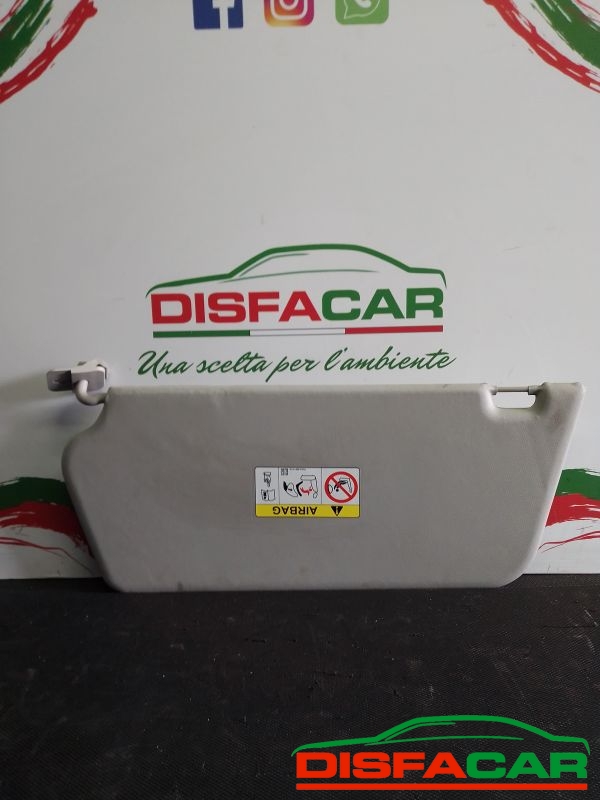 DISFACAR
Una scelta per l'ambiente
AIRBAG
DISFACAR